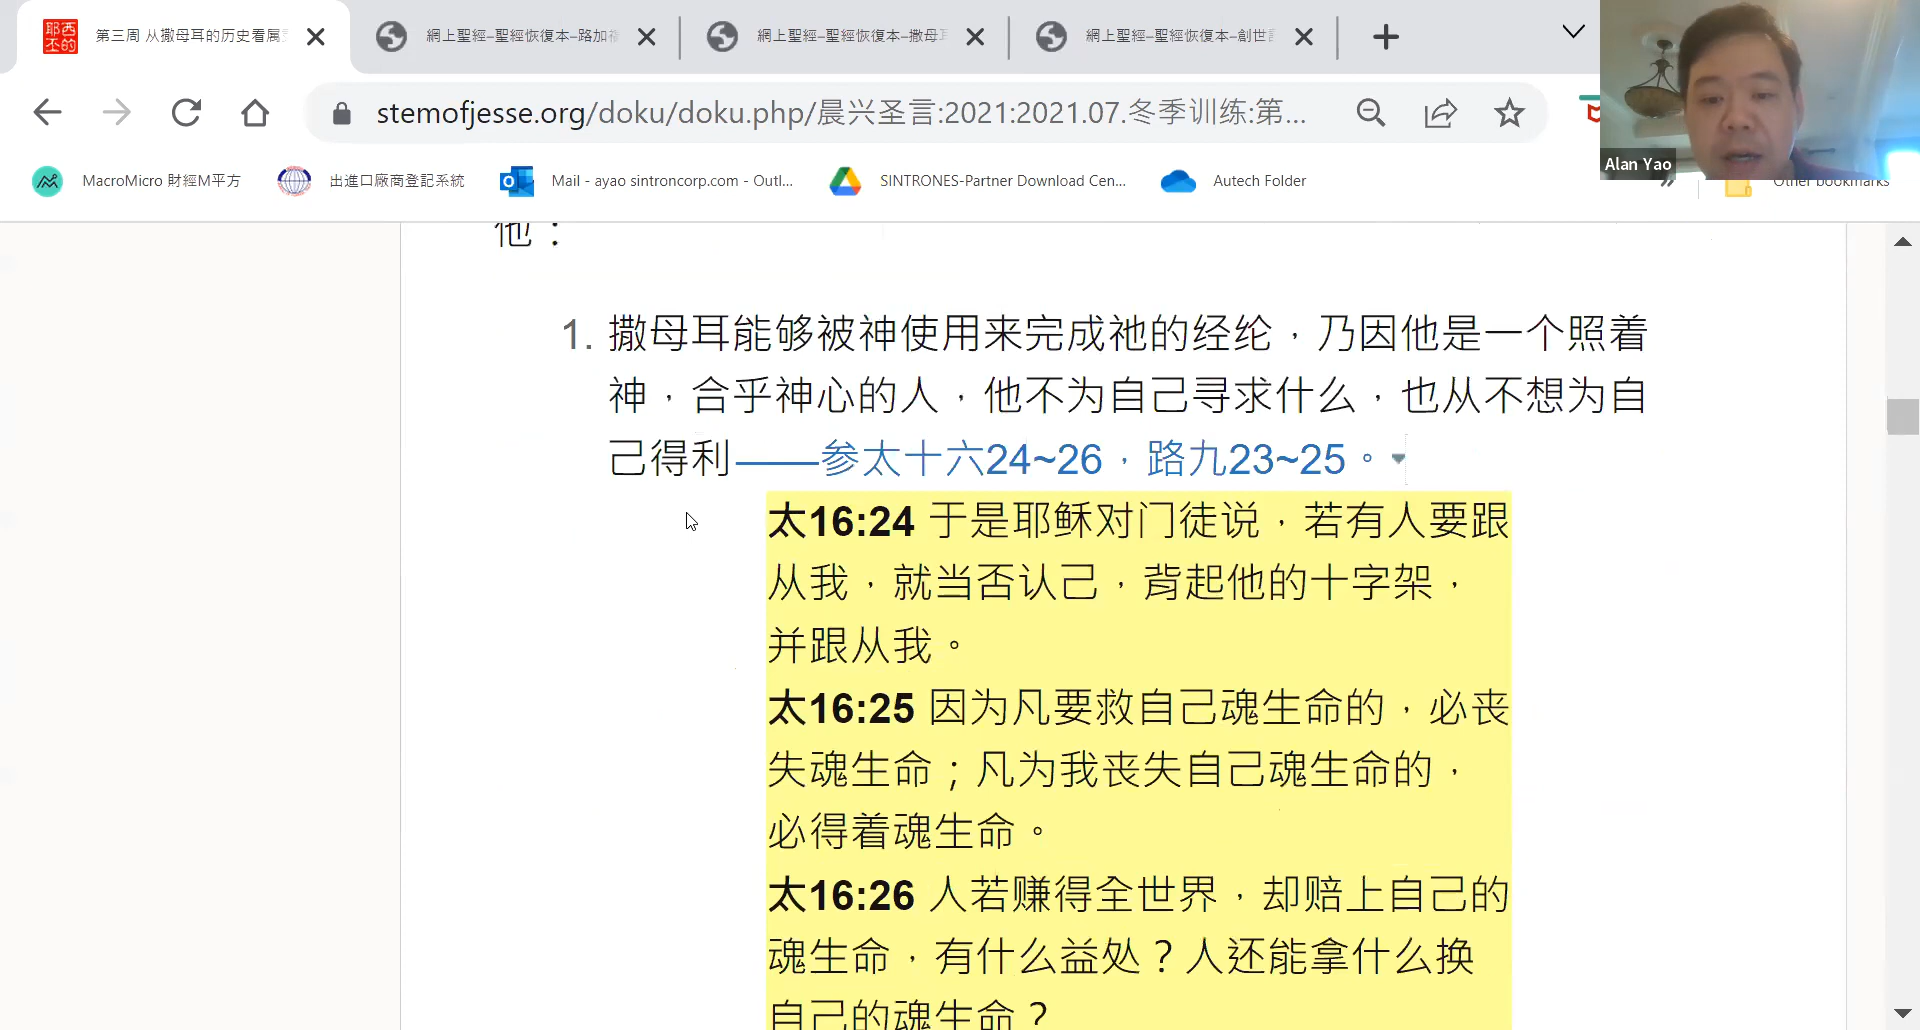 第三周 从撒母耳的历史看属
網上聖經–聖經恢復本–路加
網上聖經–聖經恢復本–撒母
網上聖經–聖經恢復本–創世
stemofjesse.org/doku/doku.php/晨兴圣言:2021:2021.07.冬季训练:第...
Alan Yao
MacroMicro 財經M平方
出進口廠商登記系統
Mail - ayao sintroncorp.com - Outl...
SINTRONES-Partner Download Cen...
Autech Folder
Other bookmarks
他：
1. 撒母耳能够被神使用来完成祂的经纶，乃因他是一个照着
神，合乎神心的人，他不为自己寻求什么，也从不想为自
己得利——参太十六24~26，路九23~25。
太16:24 于是耶稣对门徒说，若有人要跟
从我，就当否认己，背起他的十字架，
并跟从我。
太16:25 因为凡要救自己魂生命的，必丧
失魂生命；凡为我丧失自己魂生命的，
必得着魂生命。
太16:26 人若赚得全世界，却赔上自己的
魂生命，有什么益处？人还能拿什么换
自己的魂生命？